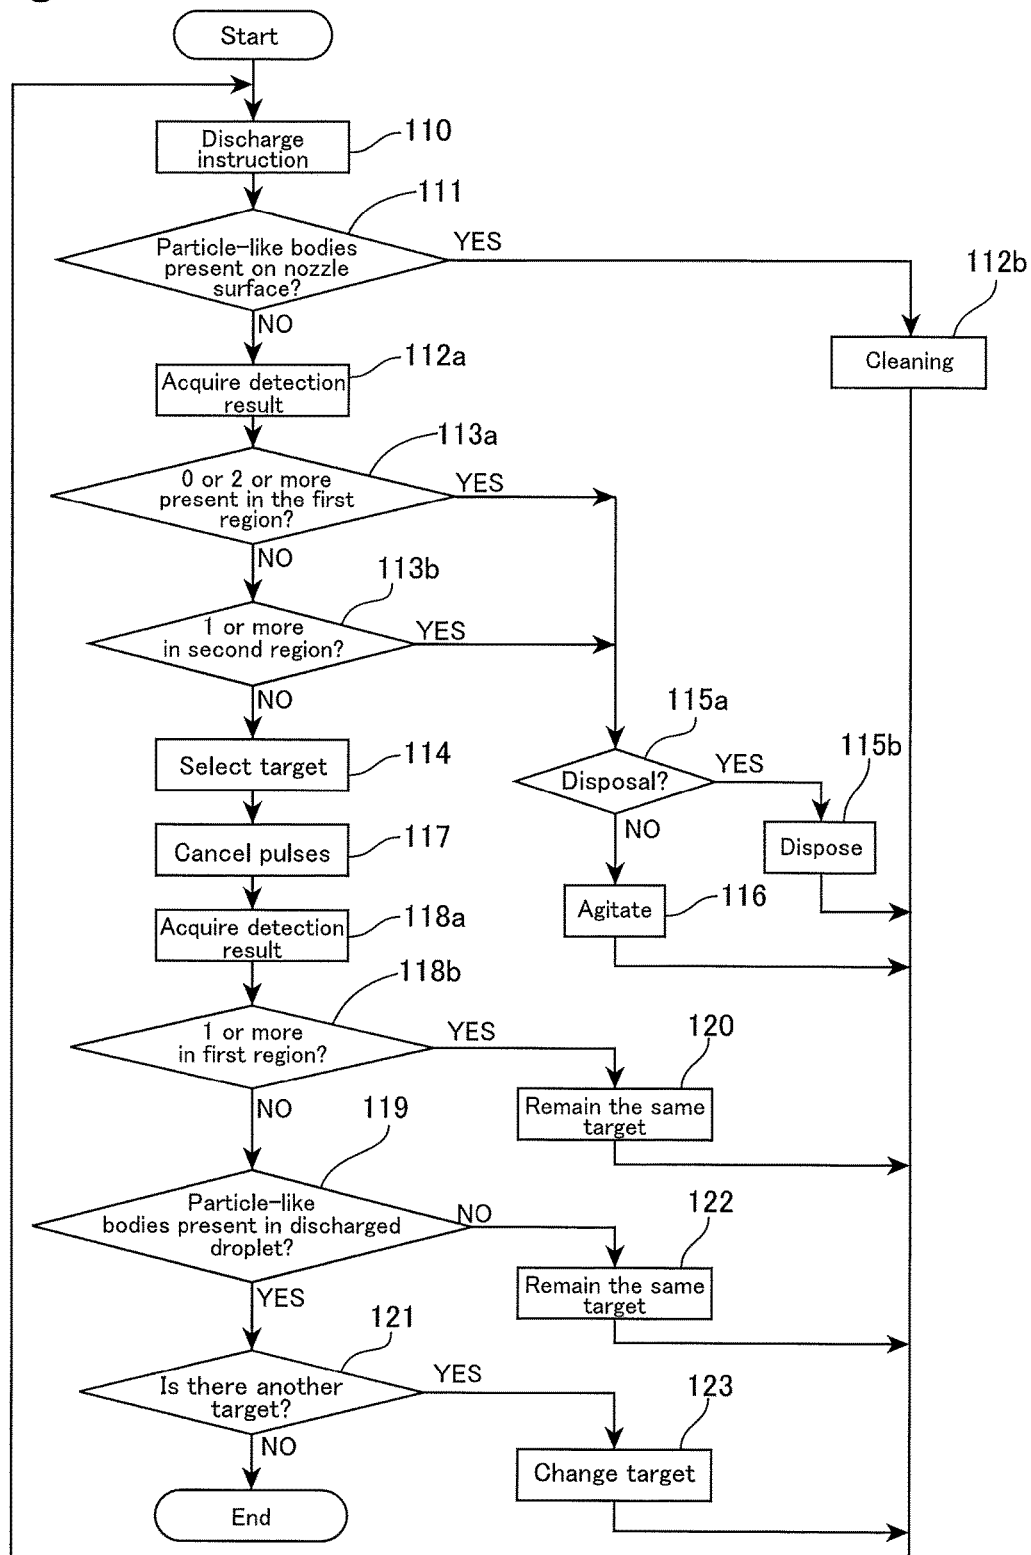 Start
Discharge
instruction
110
111
Particle-like bodies
present on nozzle
surface?
YES
NO
112b
Cleaning
112a
Acquire detection
result
113a
0 or 2 or more
present in the first
region?
YES
NO
113b
1 or more
in second region?
YES
NO
114
Select target
115a
Disposal?
YES
NO
115b
Dispose
117
Cancel pulses
116
Agitate
118a
Acquire detection
result
118b
1 or more
in first region?
YES
NO
120
Remain the same
target
119
Particle-like
bodies present in discharged
droplet?
NO
YES
122
Remain the same
target
121
Is there another
target?
YES
NO
123
Change target
End